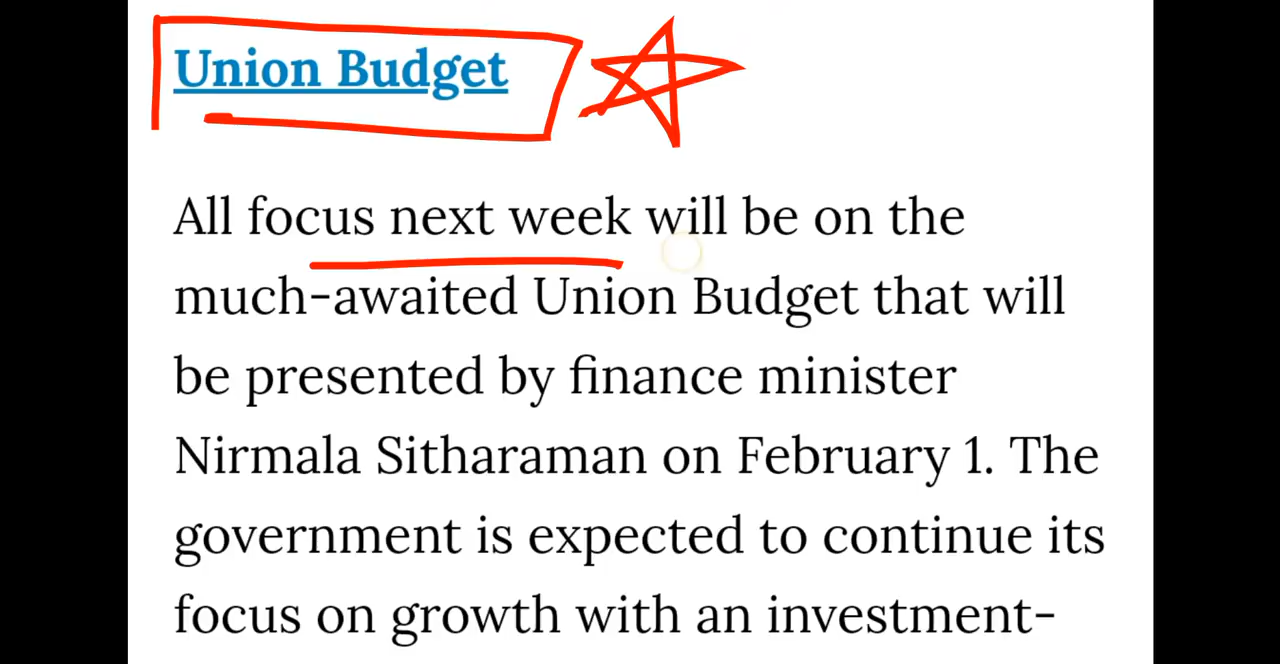 Union Budget
All focus next week will be on the
much-awaited Union Budget that will
be presented by finance minister
Nirmala Sitharaman on February 1. The
government is expected to continue its
focus on growth with an investment-